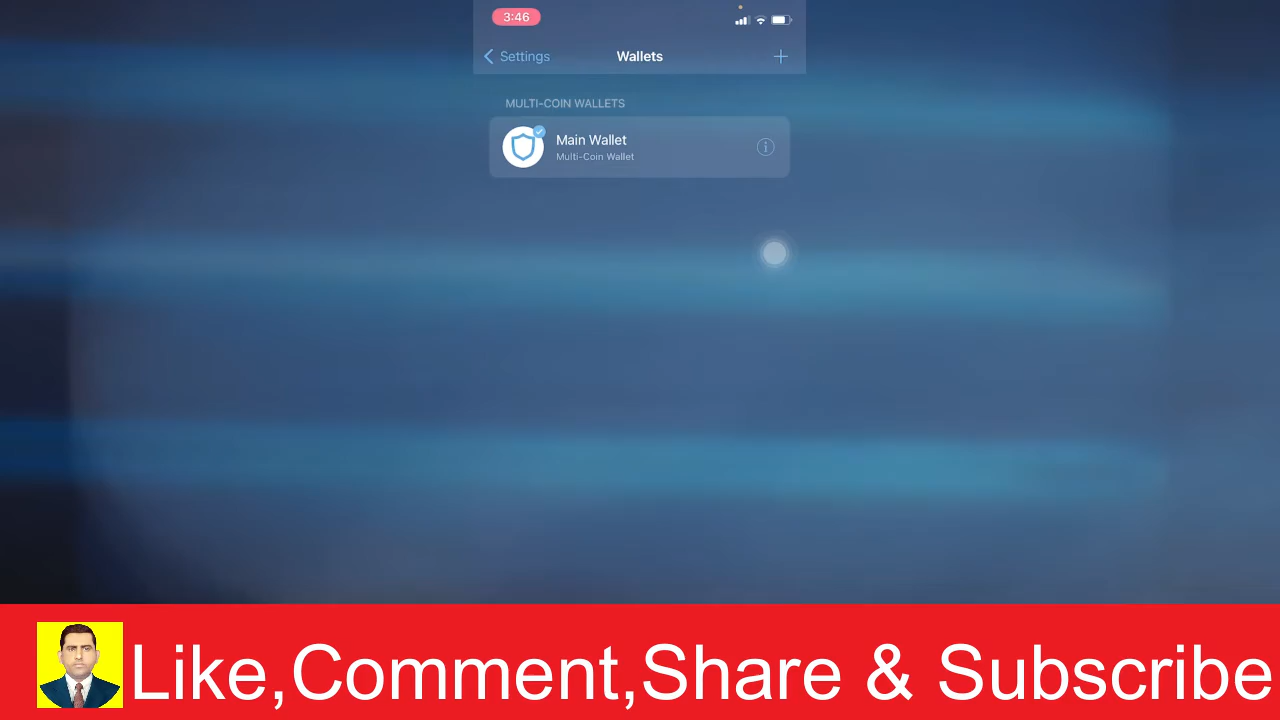 3:46
Settings
Wallets
MULTI-COIN WALLETS
Main Wallet
Multi-Coin Wallet
Like,Comment,Share & Subscribe